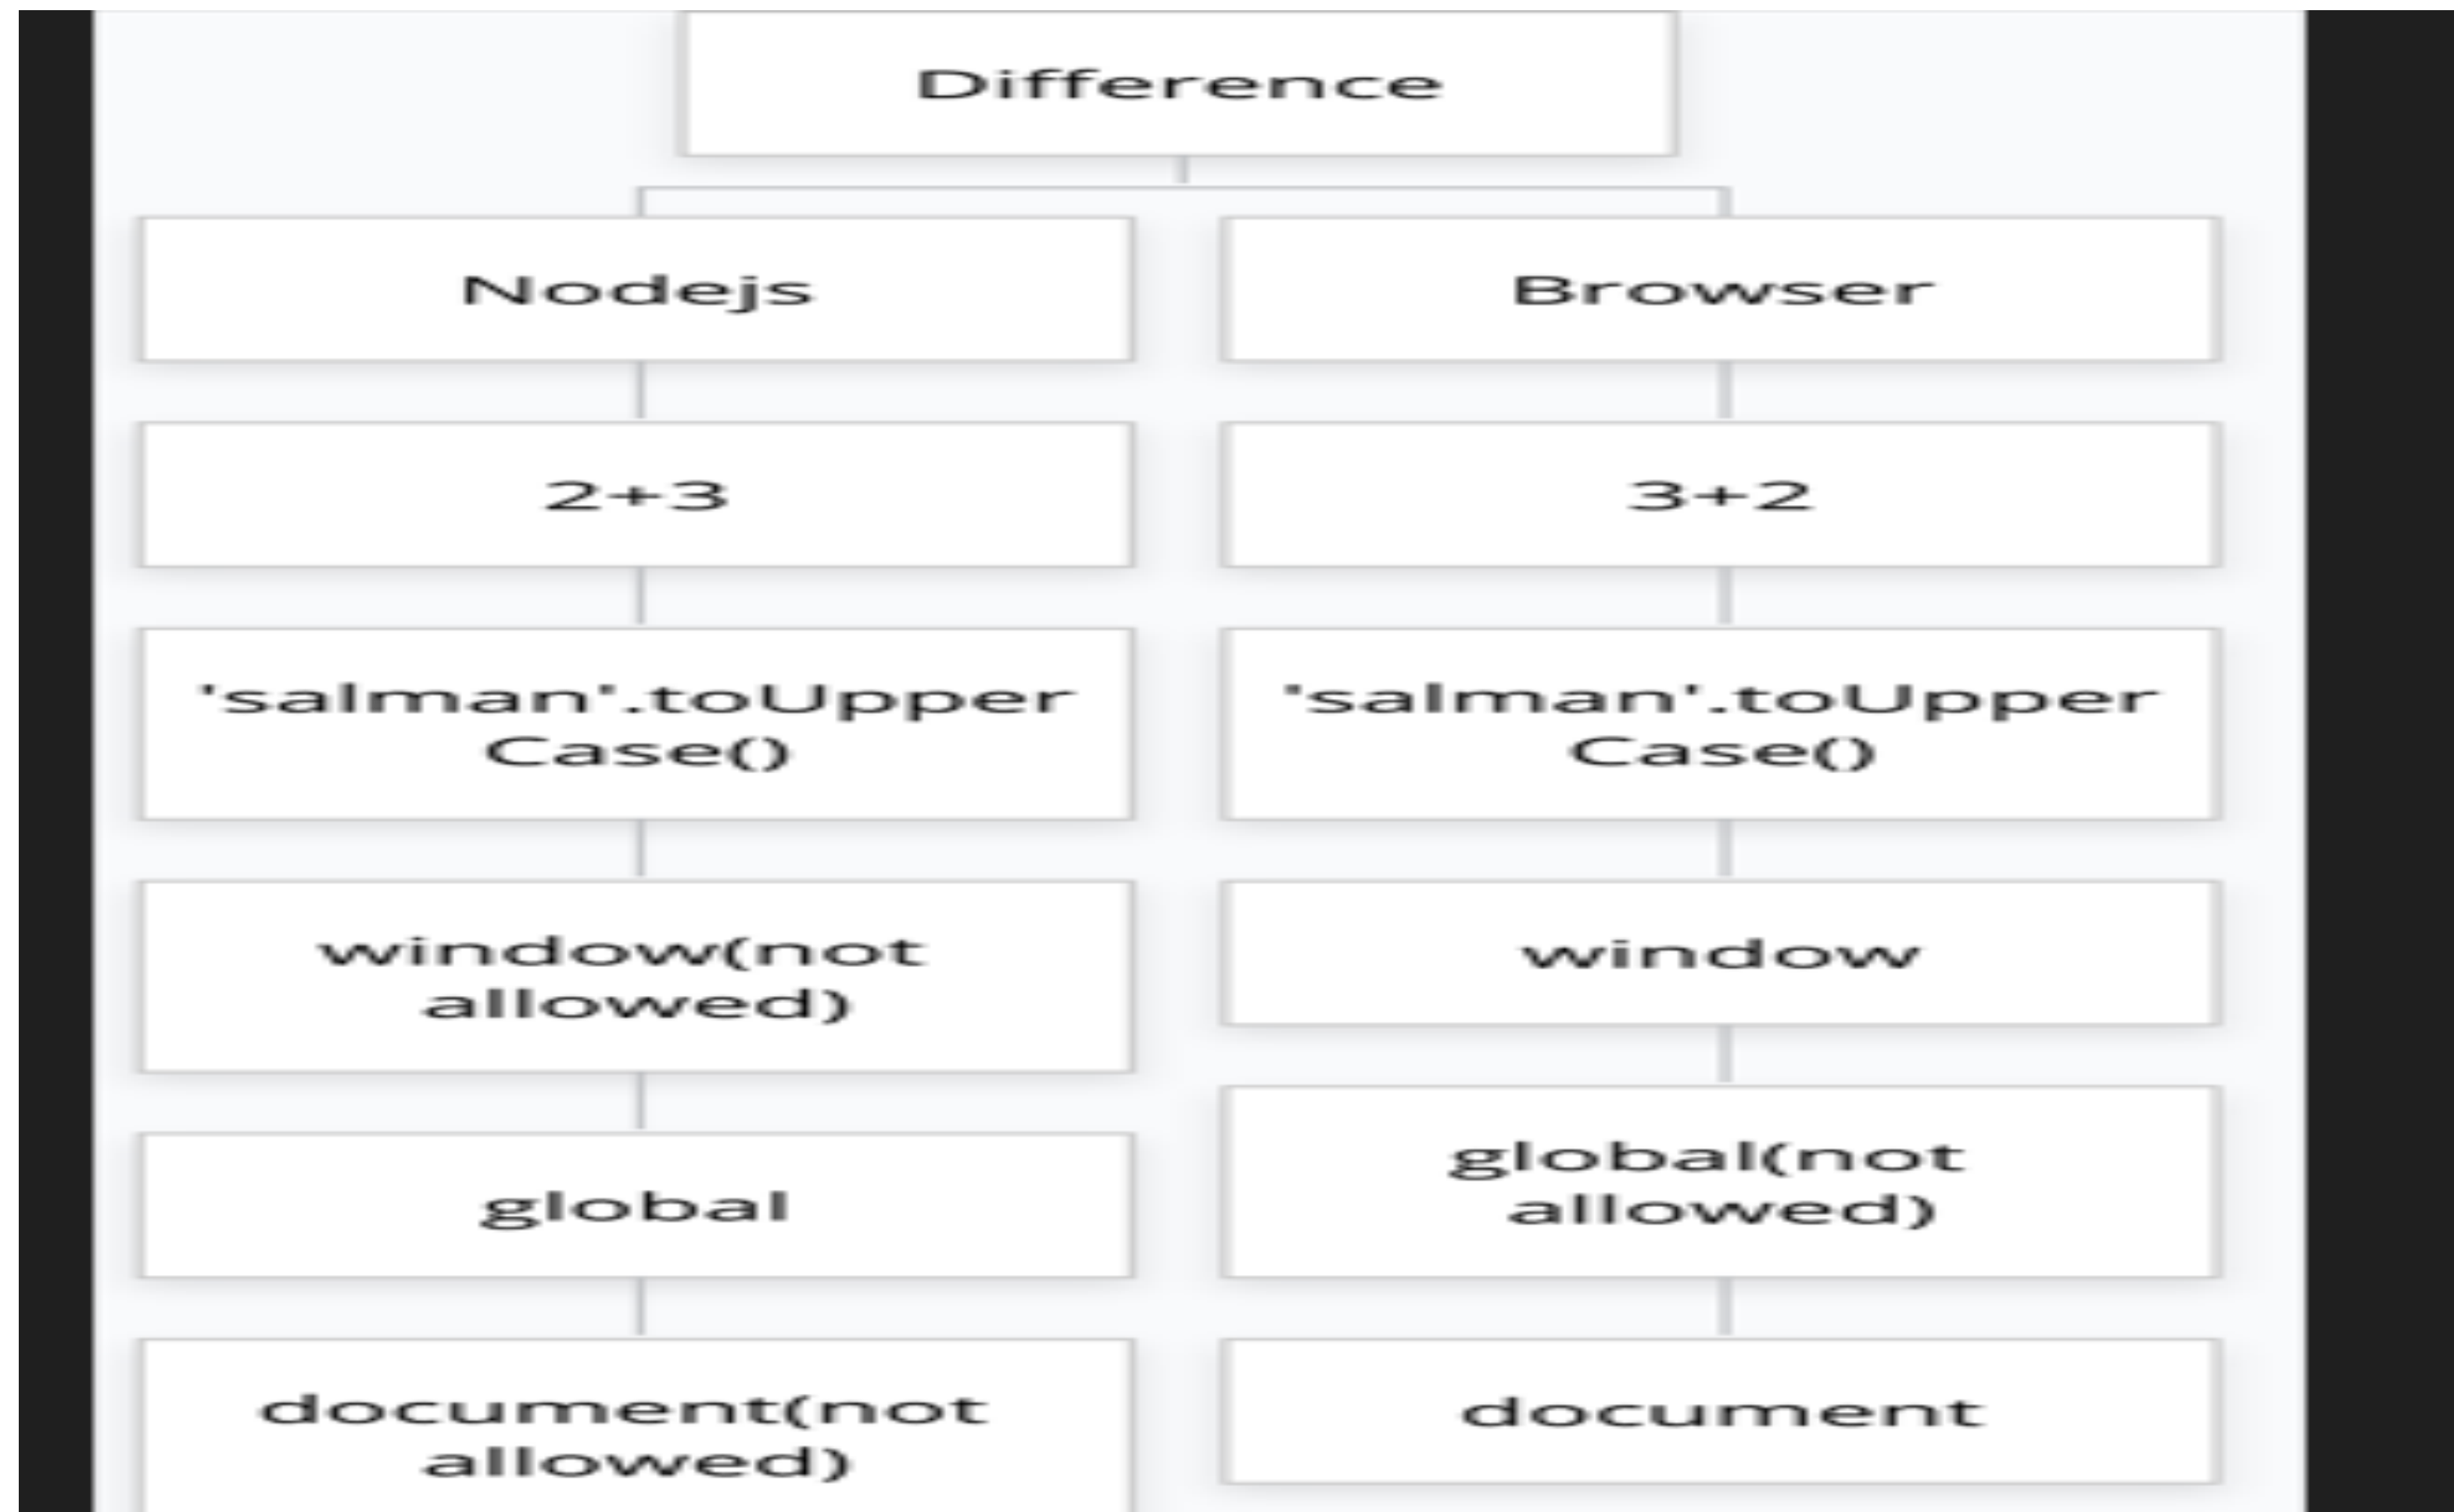 Difference
Nodejs
Browser
2+3
3+2
'salman'.toUpper
Case()
'salman'.toUpper
Case()
window(not
allowed)
window
global
global(not
allowed)
document(not
allowed)
document